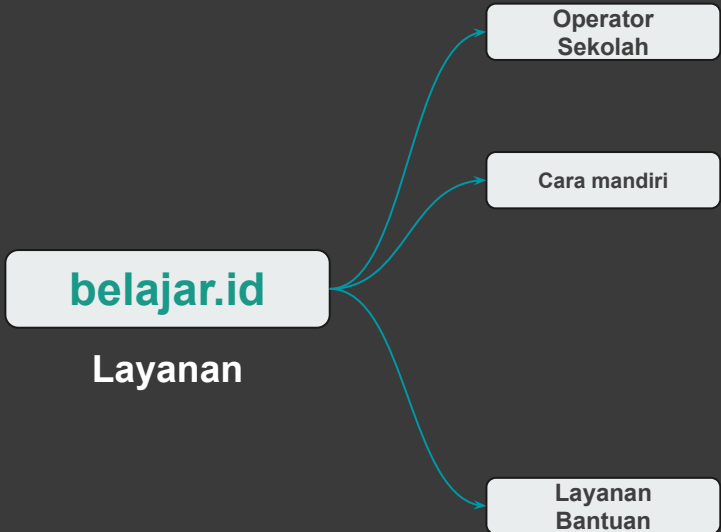 Operator
Sekolah
Cara mandiri
belajar.id
Layanan
Layanan
Bantuan